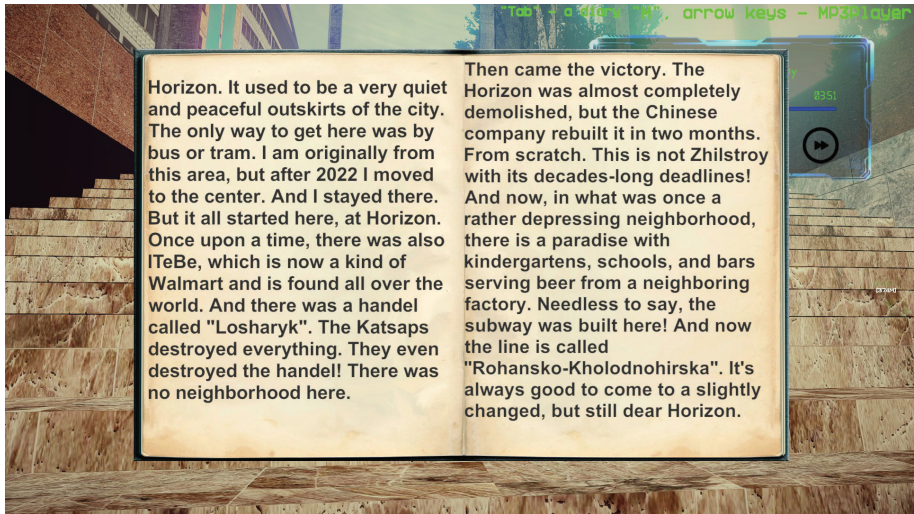 "Tab" - a story, "M", arrow keys - MP3Player
03:51
Horizon. It used to be a very quiet
and peaceful outskirts of the city.
The only way to get here was by
bus or tram. I am originally from
this area, but after 2022 I moved
to the center. And I stayed there.
But it all started here, at Horizon.
Once upon a time, there was also
ITeBe, which is now a kind of
Walmart and is found all over the
world. And there was a handel
called "Losharyk". The Katsaps
destroyed everything. They even
destroyed the handel! There was
no neighborhood here.
Then came the victory. The
Horizon was almost completely
demolished, but the Chinese
company rebuilt it in two months.
From scratch. This is not Zhilstroy
with its decades-long deadlines!
And now, in what was once a
rather depressing neighborhood,
there is a paradise with
kindergartens, schools, and bars
serving beer from a neighboring
factory. Needless to say, the
subway was built here! And now
the line is called
"Rohansko-Kholodnohirska". It's
always good to come to a slightly
changed, but still dear Horizon.